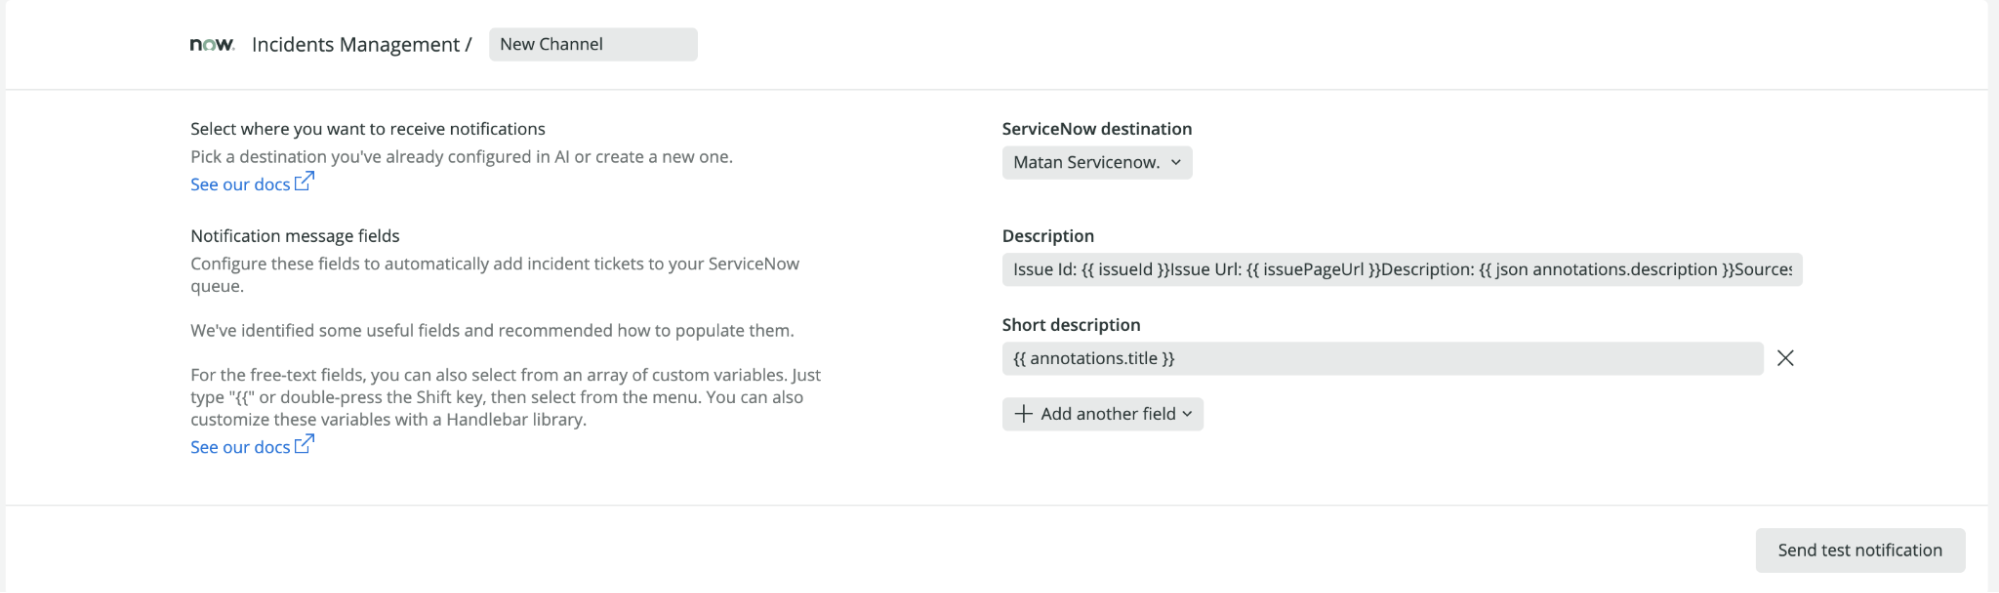 now. Incidents Management / New Channel
Select where you want to receive notifications
Pick a destination you've already configured in AI or create a new one.
See our docs
ServiceNow destination
Matan Servicenow.
Notification message fields
Configure these fields to automatically add incident tickets to your ServiceNow
queue.
We've identified some useful fields and recommended how to populate them.
For the free-text fields, you can also select from an array of custom variables. Just
type "{{" or double-press the Shift key, then select from the menu. You can also
customize these variables with a Handlebar library.
See our docs
Description
Issue Id: {{ issueId }}Issue Url: {{ issuePageUrl }}Description: {{ json annotations.description }}Sources
Short description
{{ annotations.title }}
Add another field
Send test notification